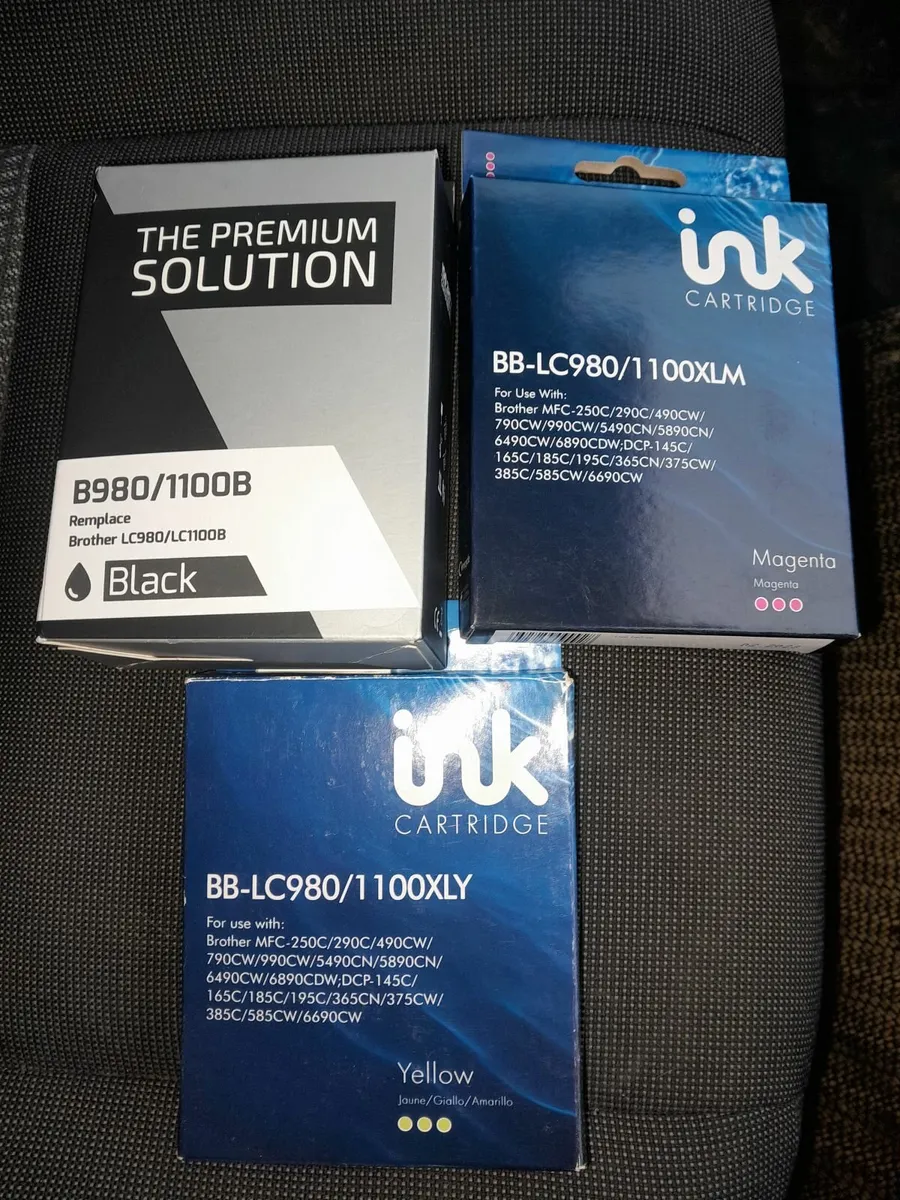 THE PREMIUM
SOLUTION
B980/1100B
Remplace
Brother LC980/LC1100B
Black
ink
CARTRIDGE
BB-LC980/1100XLM
For Use With:
Brother MFC-250C/290C/490CW/
790CW/990CW/5490CN/5890CN/
6490CW/6890CDW;DCP-145C/
165C/185C/195C/365CN/375CW/
385C/585CW/6690CW
Magenta
Magenta
ink
CARTRIDGE
BB-LC980/1100XLY
For use with:
Brother MFC-250C/290C/490CW/
790CW/990CW/5490CN/5890CN/
6490CW/6890CDW;DCP-145C/
165C/185C/195C/365CN/375CW/
385C/585CW/6690CW
Yellow
Jaune/Giallo/Amarillo